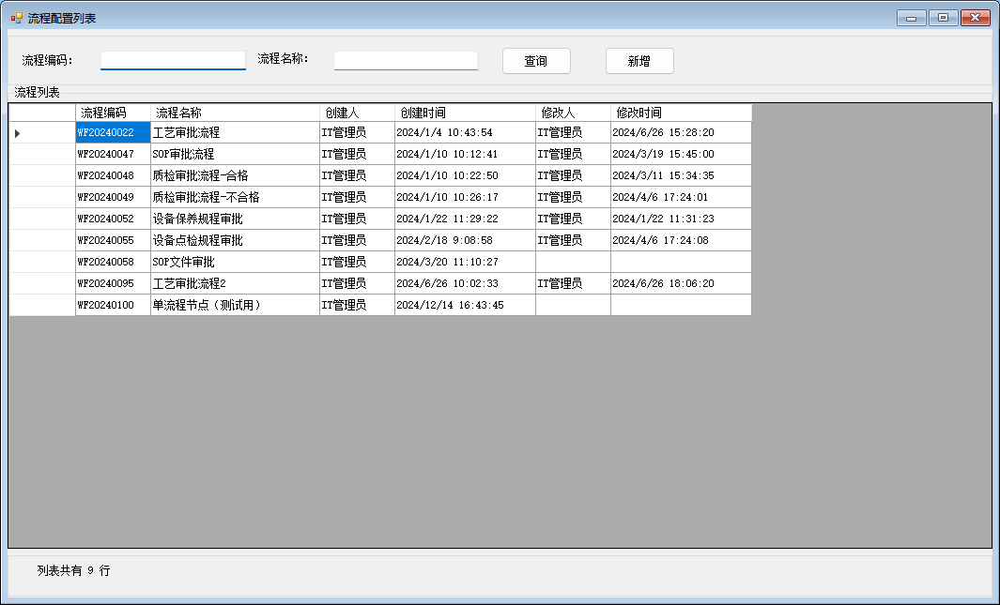 流程配置列表
流程编码: 流程名称: 查询 新增
流程列表
流程编码 流程名称 创建人 创建时间 修改人 修改时间
WF20240022 工艺审批流程 IT管理员 2024/1/4 10:43:54 IT管理员 2024/6/26 15:28:20
WF20240047 SOP审批流程 IT管理员 2024/1/10 10:12:41 IT管理员 2024/3/19 15:45:00
WF20240048 质检审批流程-合格 IT管理员 2024/1/10 10:22:50 IT管理员 2024/3/11 15:34:35
WF20240049 质检审批流程-不合格 IT管理员 2024/1/10 10:26:17 IT管理员 2024/4/6 17:24:01
WF20240052 设备保养规程审批 IT管理员 2024/1/22 11:29:22 IT管理员 2024/1/22 11:31:23
WF20240055 设备点检规程审批 IT管理员 2024/2/18 9:08:58 IT管理员 2024/4/6 17:24:08
WF20240058 SOP文件审批 IT管理员 2024/3/20 11:10:27
WF20240095 工艺审批流程2 IT管理员 2024/6/26 10:02:33 IT管理员 2024/6/26 18:06:20
WF20240100 单流程节点（测试用） IT管理员 2024/12/14 16:43:45
列表共有 9 行